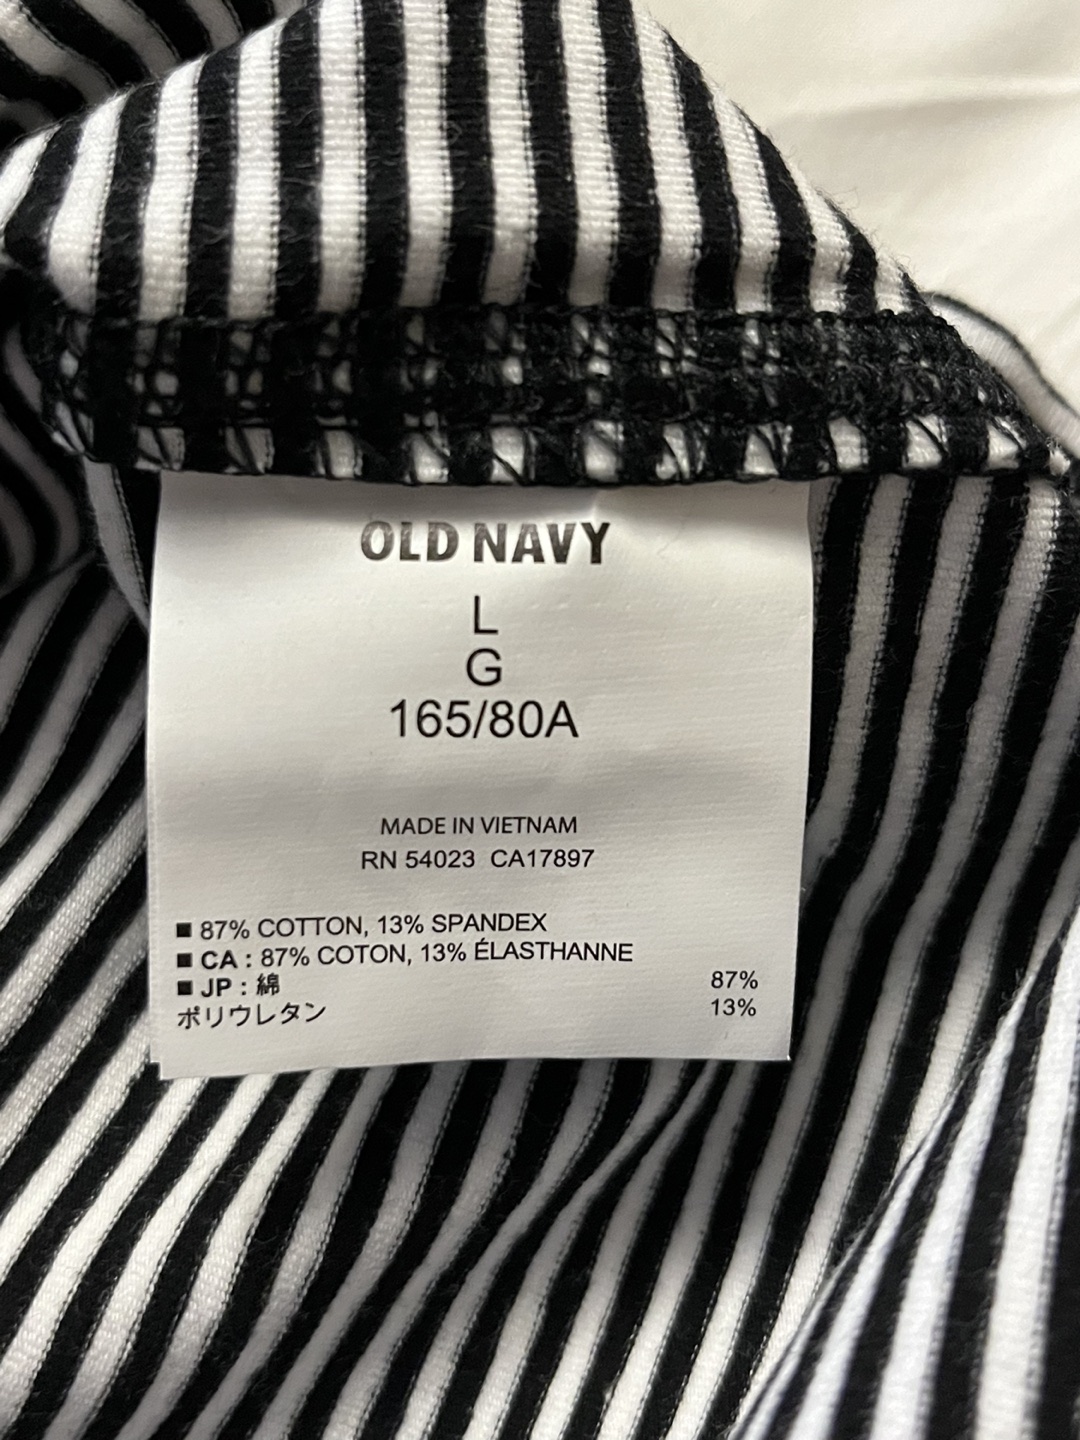 OLD NAVY
L
G
165/80A
MADE IN VIETNAM
RN 54023 CA17897
■ 87% COTTON, 13% SPANDEX
■ CA : 87% COTON, 13% ÉLASTHANNE
■ JP : 綿 87%
ポリウレタン 13%